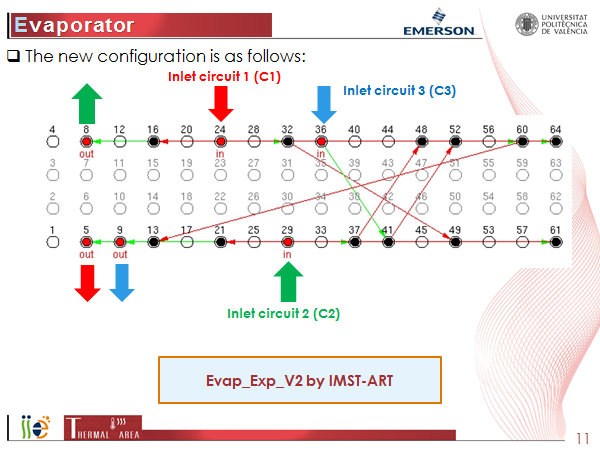 Evaporator
EMERSON.
UNIVERSITAT
POLITÈCNICA
DE VALÈNCIA
The new configuration is as follows:
Inlet circuit 1 (C1)
Inlet circuit 3 (C3)
4 8 12 16 20 24 28 32 36 40 44 48 52 56 60 64
out in in
3 7 11 15 19 23 27 31 35 39 43 47 51 55 59 63
2 6 10 14 18 22 26 30 34 38 42 46 50 54 58 62
1 5 9 13 17 21 25 29 33 37 41 45 49 53 57 61
out out in
Inlet circuit 2 (C2)
Evap_Exp_V2 by IMST-ART
iie
THERMAL AREA
11